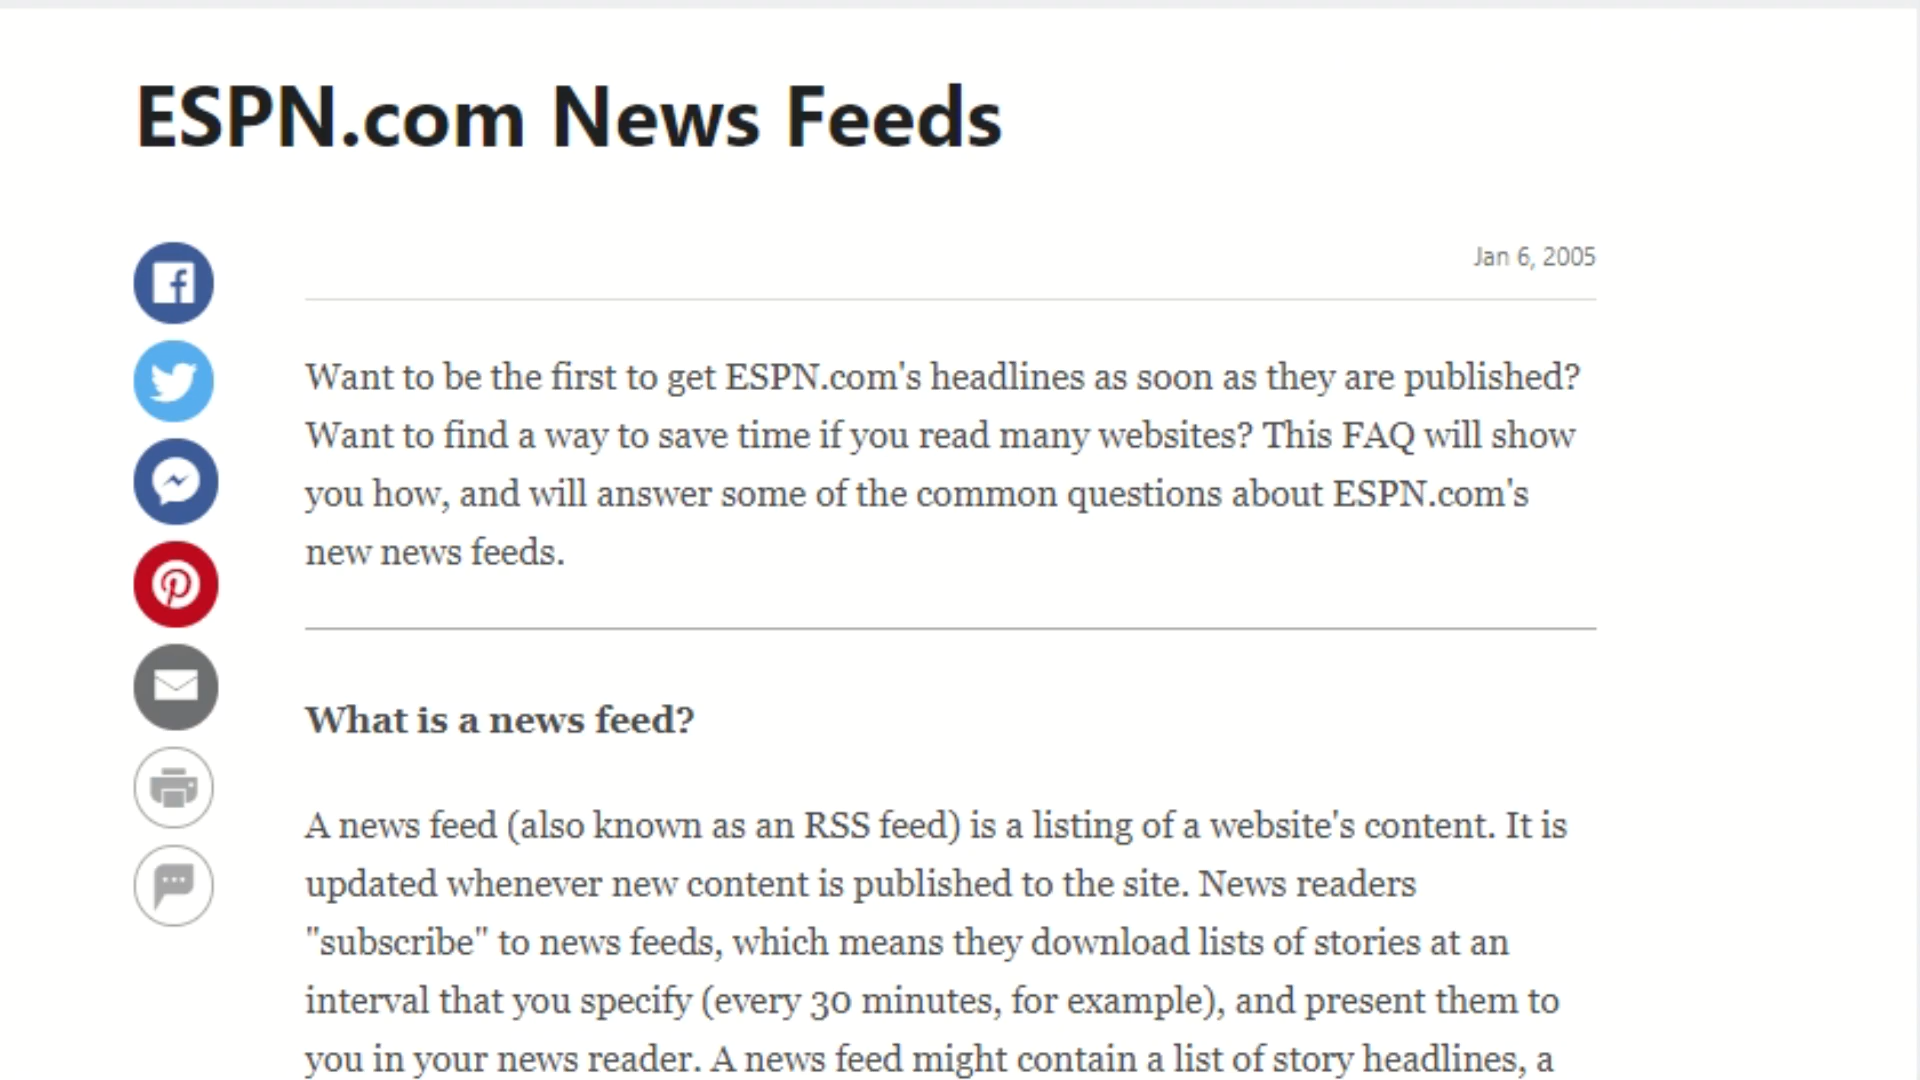 ESPN.com News Feeds
Jan 6, 2005
Want to be the first to get ESPN.com's headlines as soon as they are published?
Want to find a way to save time if you read many websites? This FAQ will show
you how, and will answer some of the common questions about ESPN.com's
new news feeds.
What is a news feed?
A news feed (also known as an RSS feed) is a listing of a website's content. It is
updated whenever new content is published to the site. News readers
"subscribe" to news feeds, which means they download lists of stories at an
interval that you specify (every 30 minutes, for example), and present them to
you in your news reader. A news feed might contain a list of story headlines, a